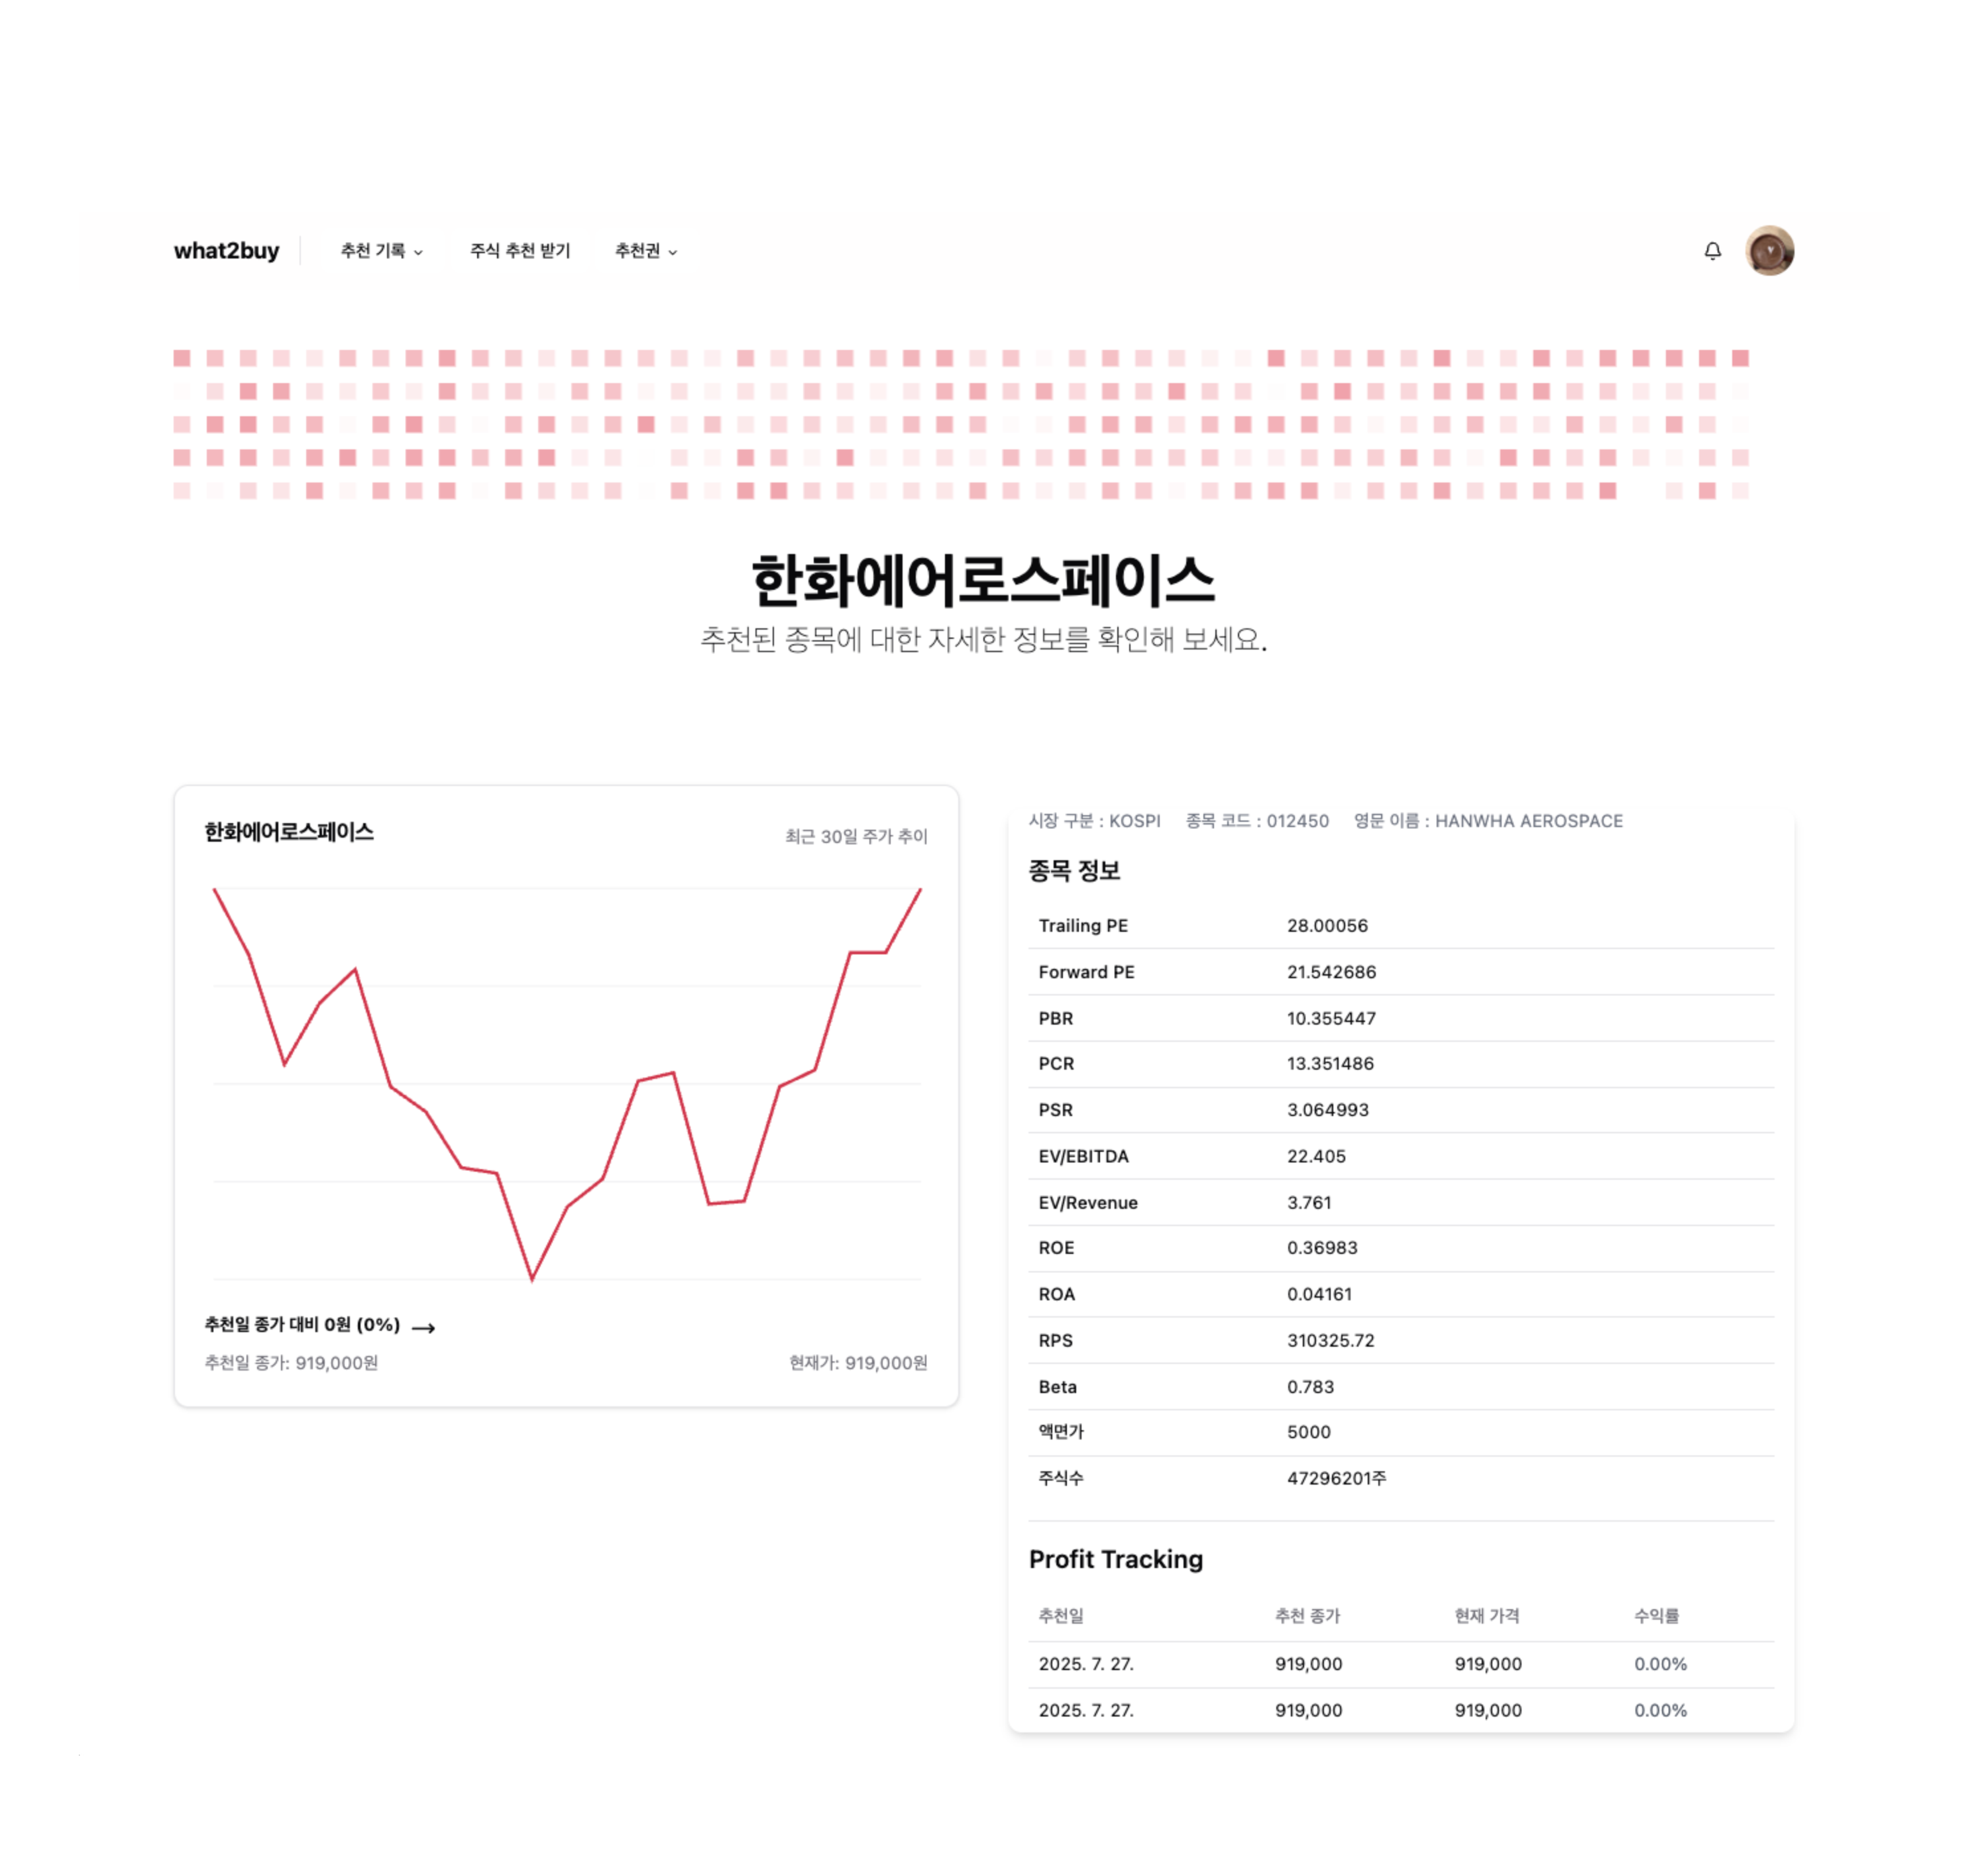 what2buy 추천 기록 주식 추천 받기 추천권
한화에어로스페이스
추천된 종목에 대한 자세한 정보를 확인해 보세요.
한화에어로스페이스 최근 30일 주가 추이
추천일 종가 대비 0원 (0%) →
추천일 종가: 919,000원 현재가: 919,000원
시장 구분 : KOSPI 종목 코드 : 012450 영문 이름 : HANWHA AEROSPACE
종목 정보
Trailing PE 28.00056
Forward PE 21.542686
PBR 10.355447
PCR 13.351486
PSR 3.064993
EV/EBITDA 22.405
EV/Revenue 3.761
ROE 0.36983
ROA 0.04161
RPS 310325.72
Beta 0.783
액면가 5000
주식수 47296201주
Profit Tracking
추천일 추천 종가 현재 가격 수익률
2025. 7. 27. 919,000 919,000 0.00%
2025. 7. 27. 919,000 919,000 0.00%